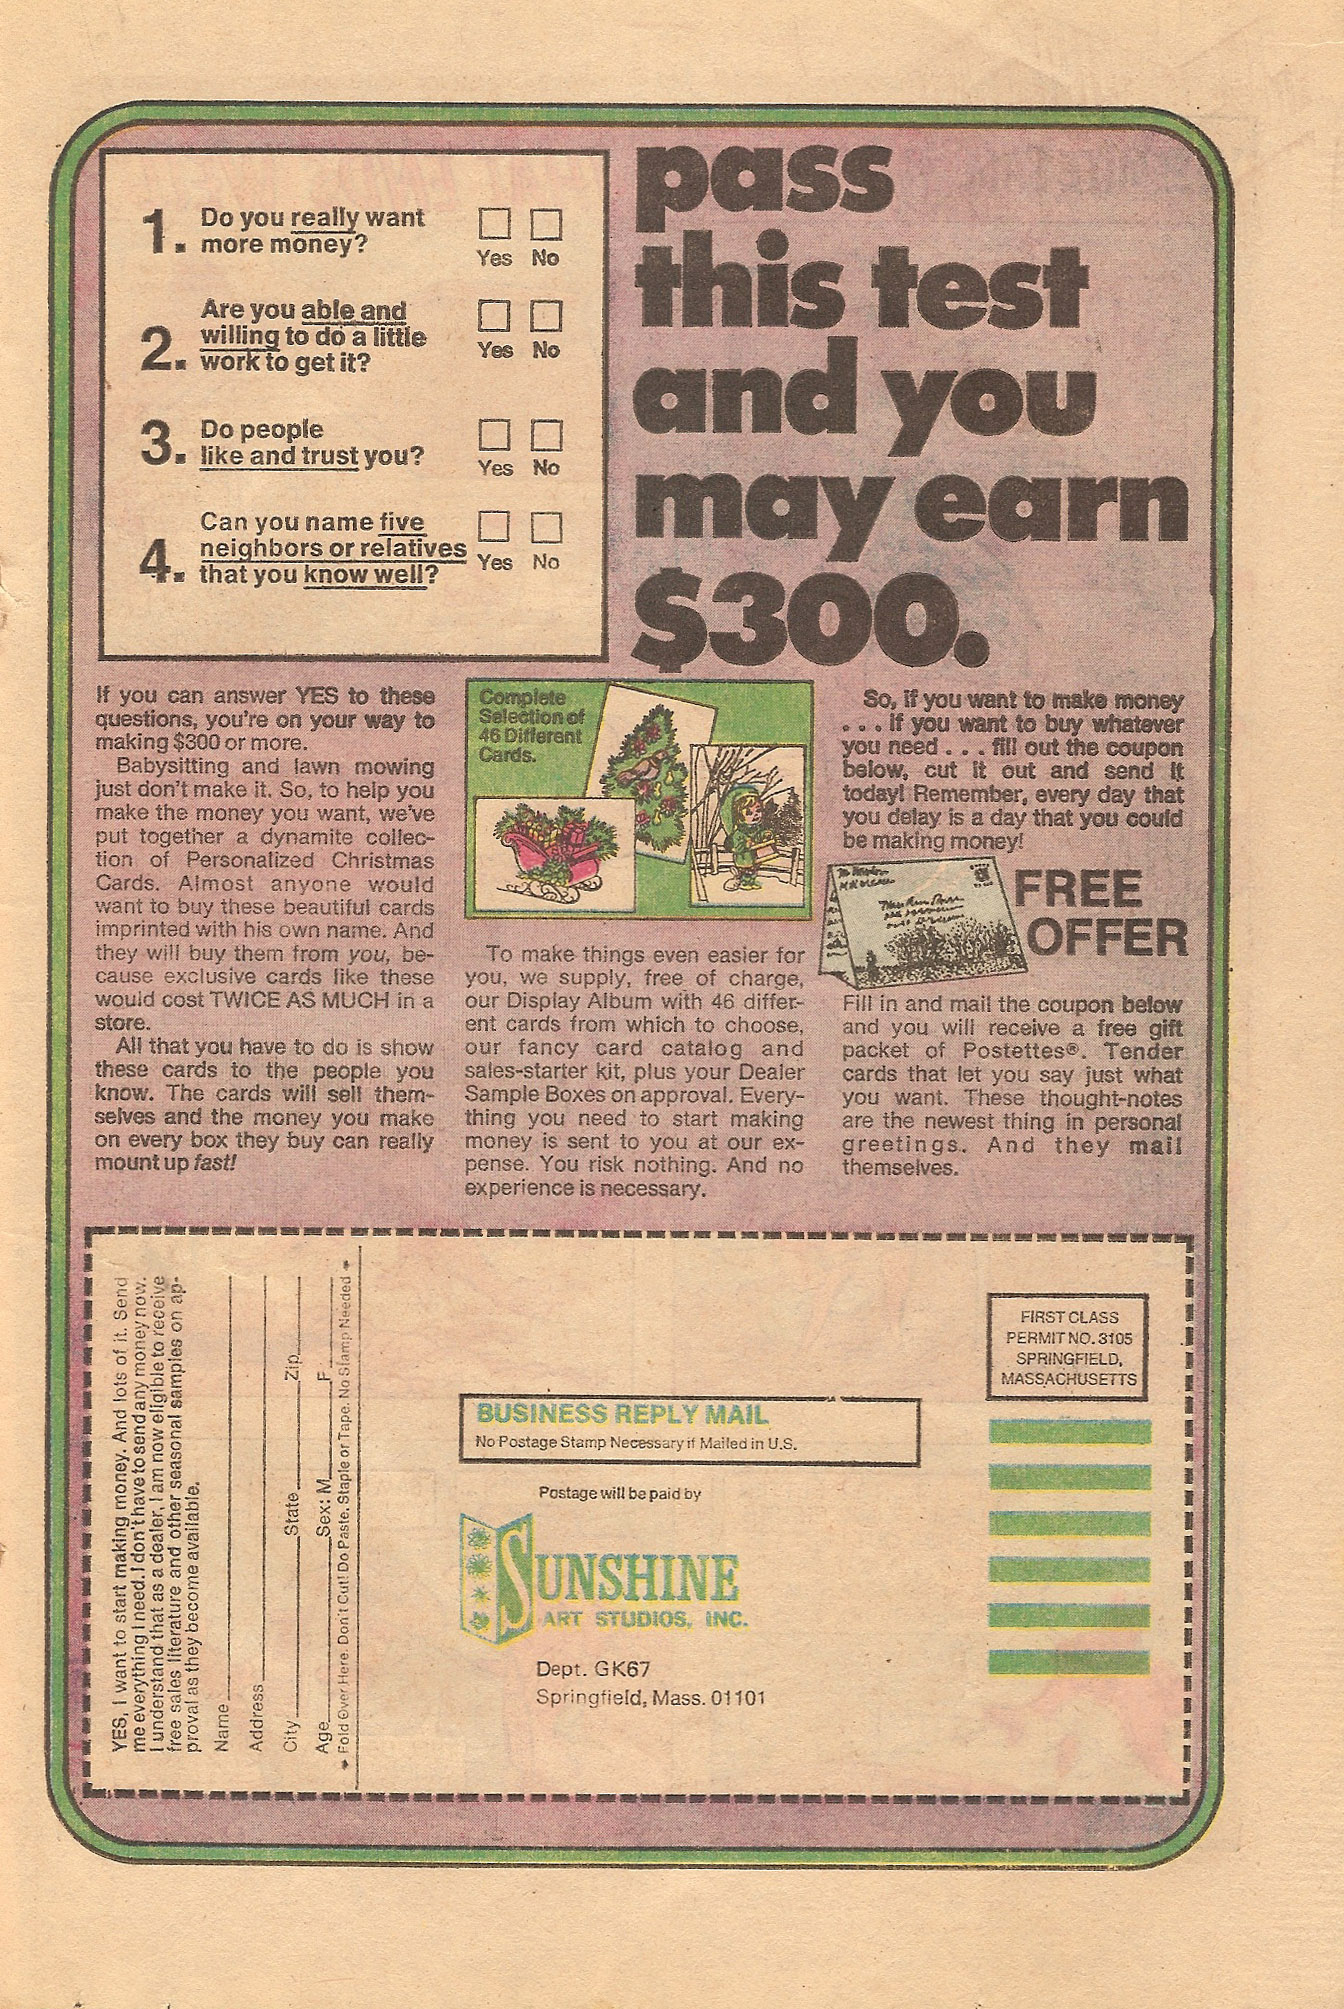 pass
this test
and you
may earn
$300.
1. Do you really want
more money?
Yes No
2. Are you able and
willing to do a little
work to get it?
Yes No
3. Do people
like and trust you?
Yes No
4. Can you name five
neighbors or relatives
that you know well?
Yes No
If you can answer YES to these
questions, you're on your way to
making $300 or more.
Babysitting and lawn mowing
just don't make it. So, to help you
make the money you want, we've
put together a dynamite collec-
tion of Personalized Christmas
Cards. Almost anyone would
want to buy these beautiful cards
imprinted with his own name. And
they will buy them from you, be-
cause exclusive cards like these
would cost TWICE AS MUCH in a
store.
All that you have to do is show
these cards to the people you
know. The cards will sell them-
selves and the money you make
on every box they buy can really
mount up fast!
Complete
Selection of
46 Different
Cards.
To make things even easier for
you, we supply, free of charge,
our Display Album with 46 differ-
ent cards from which to choose,
our fancy card catalog and
sales-starter kit, plus your Dealer
Sample Boxes on approval. Every-
thing you need to start making
money is sent to you at our ex-
pense. You risk nothing. And no
experience is necessary.
So, if you want to make money
. . . if you want to buy whatever
you need . . . fill out the coupon
below, cut it out and send it
today! Remember, every day that
you delay is a day that you could
be making money!
FREE
OFFER
Fill in and mail the coupon below
and you will receive a free gift
packet of Postettes®. Tender
cards that let you say just what
you want. These thought-notes
are the newest thing in personal
greetings. And they mail
themselves.
YES, I want to start making money. And lots of it. Send
me everything I need. I don't have to send any money now.
I understand that as a dealer, I am now eligible to receive
free sales literature and other seasonal samples on ap-
proval as they become available.
Name
Address
City State Zip
Age Sex: M F
Fold Over Here. Don't Cut! Do Paste, Staple or Tape. No Stamp Needed
FIRST CLASS
PERMIT NO. 3105
SPRINGFIELD,
MASSACHUSETTS
BUSINESS REPLY MAIL
No Postage Stamp Necessary if Mailed in U.S.
Postage will be paid by
SUNSHINE
ART STUDIOS, INC.
Dept. GK67
Springfield, Mass. 01101